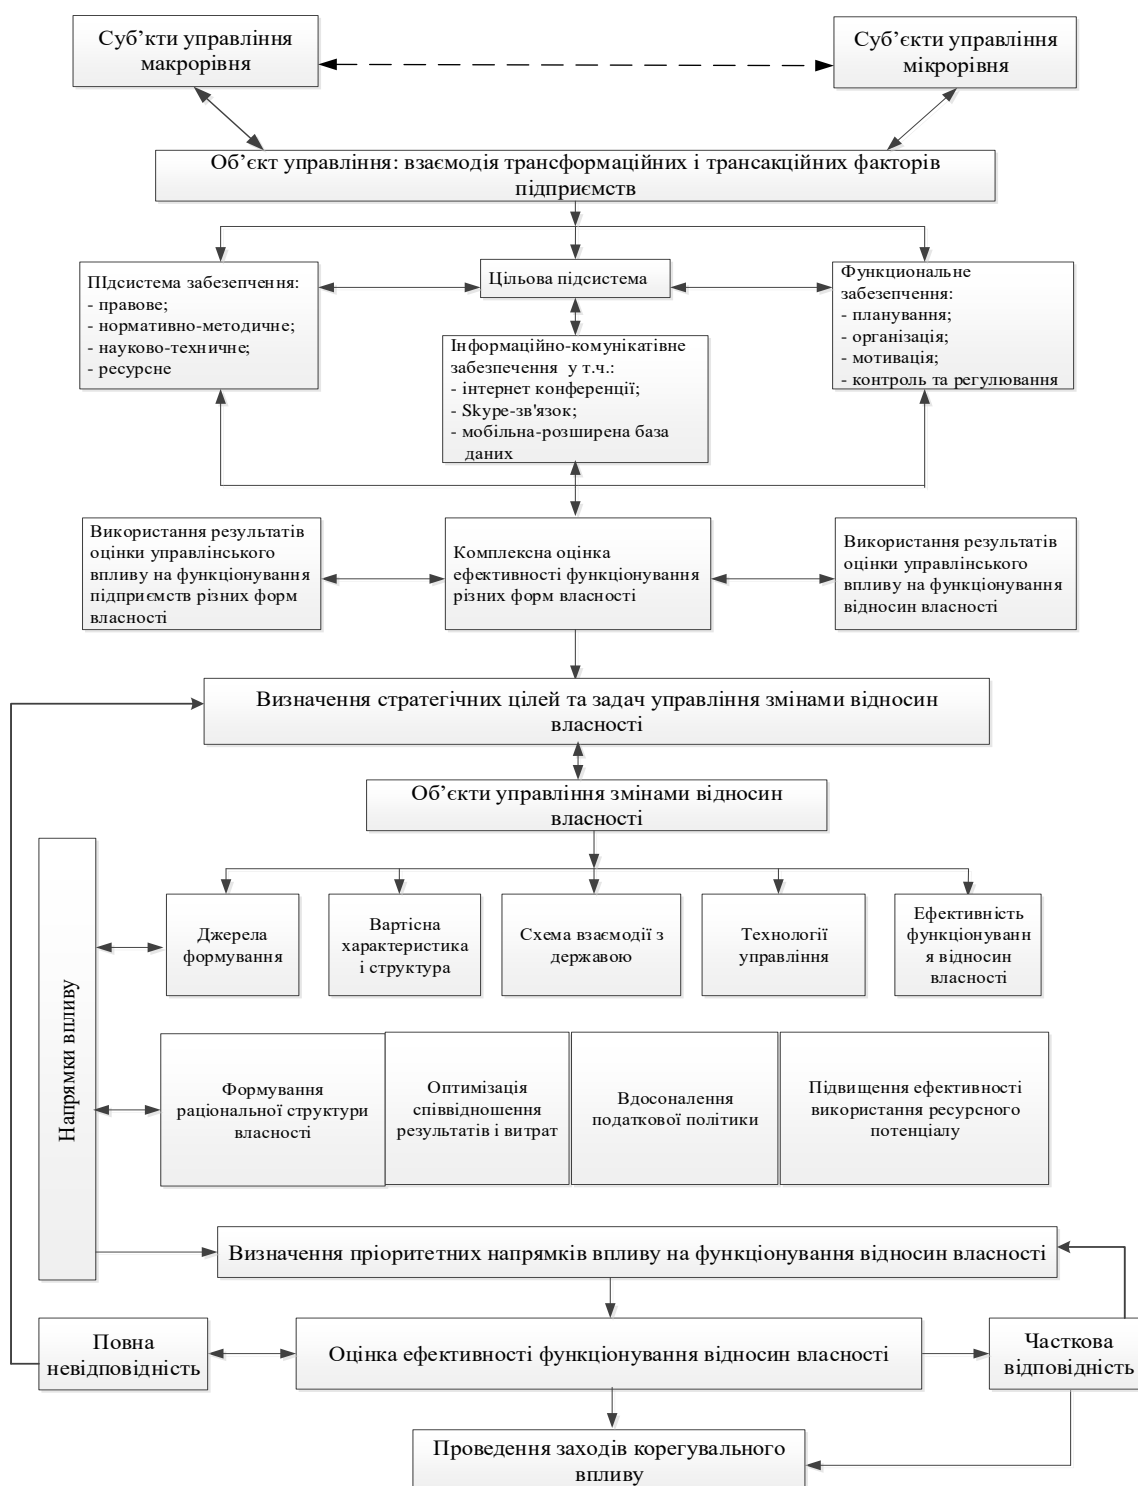 Суб’кти управління
макрорівня
Суб’єкти управління
мікрорівня
Об’єкт управління: взаємодія трансформаційних і трансакційних факторів
підприємств
ПІдсистема забезепчення:
- правове;
- нормативно-методичне;
- науково-техничне;
- ресурсне
Цільова підсистема
Функциональне
забезепчення:
- планування;
- організація;
- мотивація;
- контроль та регулювання
Інформаційно-комунікатівне
забезпечення  у т.ч.:
- інтернет конференції;
- Skype-зв'язок;
- мобільна-розширена база
даних
Використання результатів
оцінки управлінського
впливу на функціонування
підприємств різних форм
власності
Комплексна оцінка
ефективності функціонування
різних форм власності
Використання результатів
оцінки управлінського
впливу на функціонування
відносин власності
Визначення стратегічних цілей та задач управління змінами відносин
власності
Об’єкти управління змінами відносин
власності
Напрямки впливу
Джерела
формування
Вартісна
характеристика
і структура
Схема взаємодії з
державою
Технології
управління
Ефективність
функціонуванн
я відносин
власності
Формування
раціональної структури
власності
Оптимізація
співвідношення
результатів і витрат
Вдосоналення
податкової політики
Підвищення ефективності
використання ресурсного
потенціалу
Визначення пріоритетних напрямків впливу на функціонування відносин власності
Повна
невідповідність
Оцінка ефективності функціонування відносин власності
Часткова
відповідність
Проведення заходів корегувального
впливу